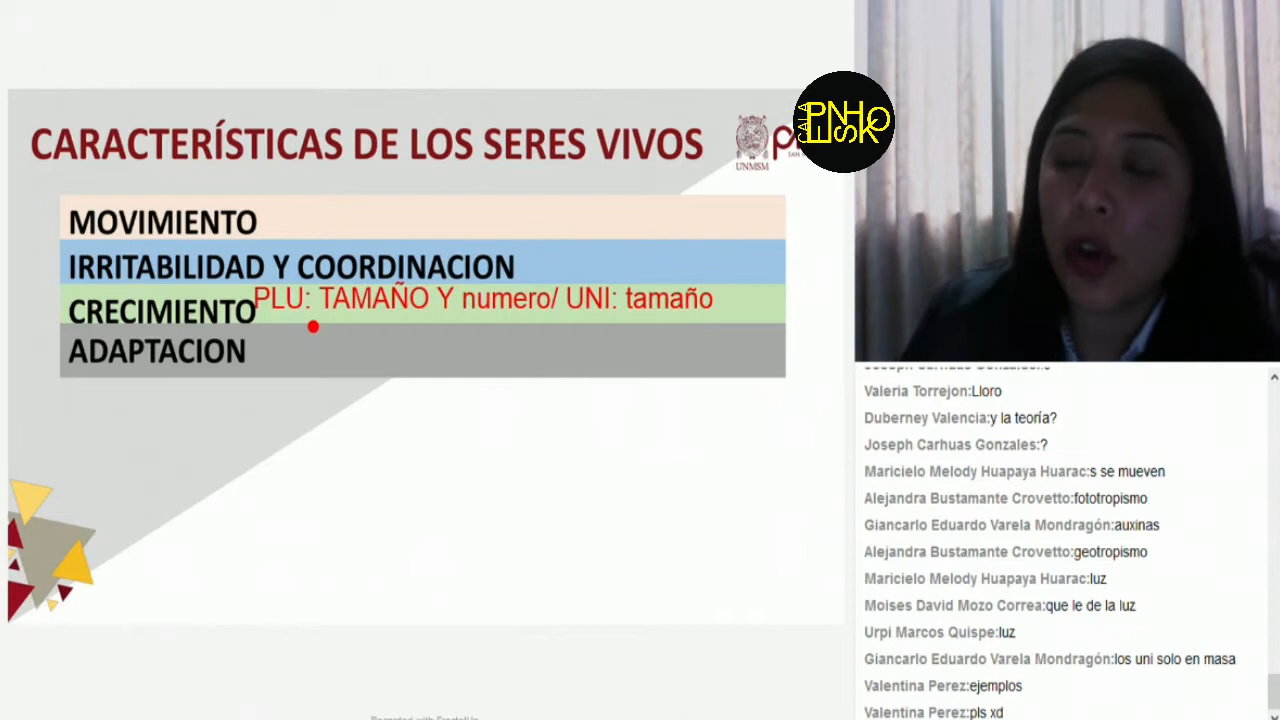 CARACTERÍSTICAS DE LOS SERES VIVOS
UNMSM
MOVIMIENTO
IRRITABILIDAD Y COORDINACION
CRECIMIENTO PLU: TAMAÑO Y numero/ UNI: tamaño
ADAPTACION
Valeria Torrejon:Lloro
Duberney Valencia:y la teoría?
Joseph Carhuas Gonzales:?
Maricielo Melody Huapaya Huarac:s se mueven
Alejandra Bustamante Crovetto:fototropismo
Giancarlo Eduardo Varela Mondragón:auxinas
Alejandra Bustamante Crovetto:geotropismo
Maricielo Melody Huapaya Huarac:luz
Moises David Mozo Correa:que le de la luz
Urpi Marcos Quispe:luz
Giancarlo Eduardo Varela Mondragón:los uni solo en masa
Valentina Perez:ejemplos
Valentina Perez:pls xd